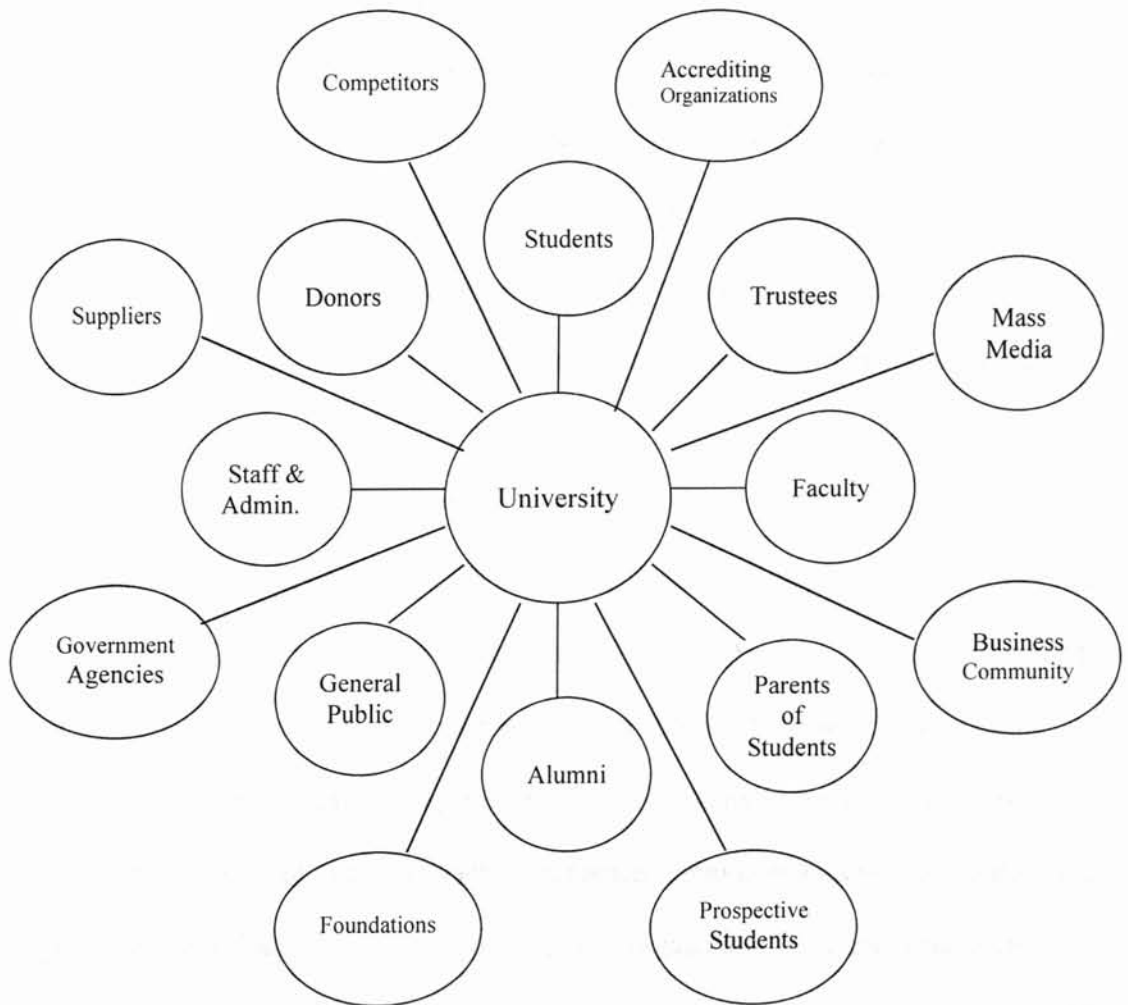 Competitors
Accrediting
Organizations
Students
Donors
Trustees
Suppliers
Mass
Media
Staff &
Admin.
University
Faculty
Government
Agencies
General
Public
Alumni
Parents
of
Students
Business
Community
Foundations
Prospective
Students